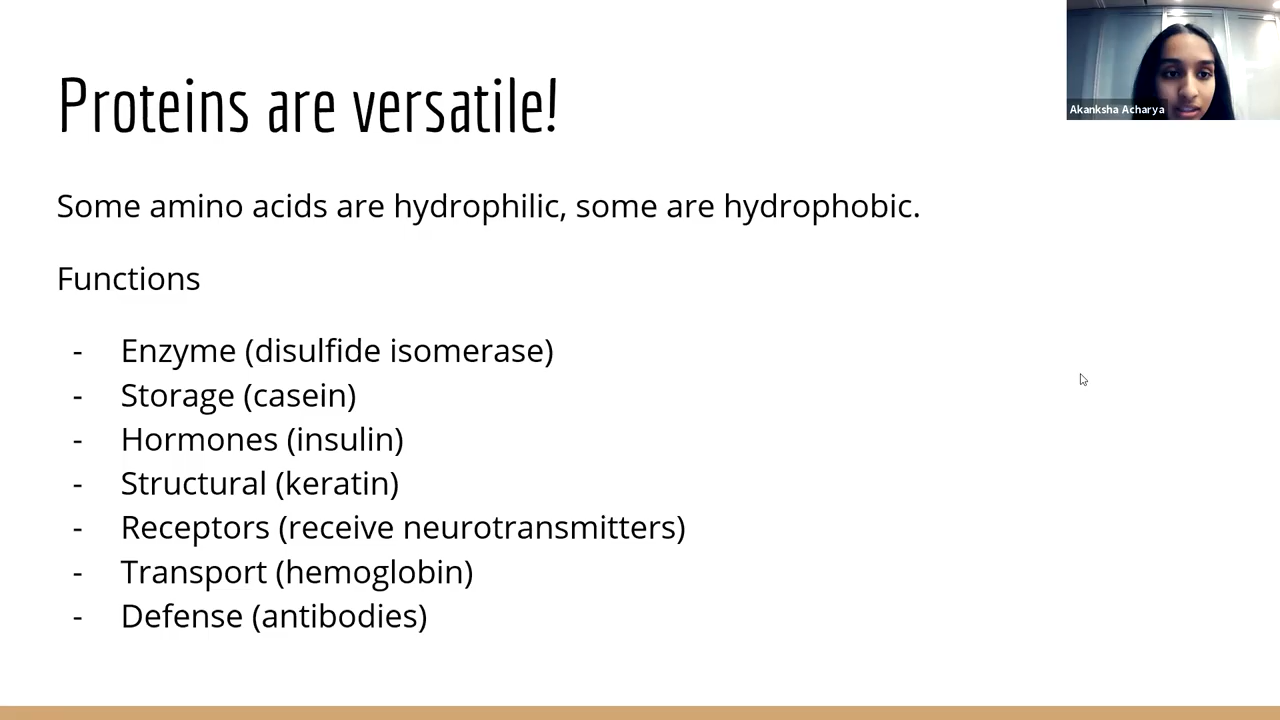 Proteins are versatile!
Akanksha Acharya
Some amino acids are hydrophilic, some are hydrophobic.
Functions
- Enzyme (disulfide isomerase)
- Storage (casein)
- Hormones (insulin)
- Structural (keratin)
- Receptors (receive neurotransmitters)
- Transport (hemoglobin)
- Defense (antibodies)